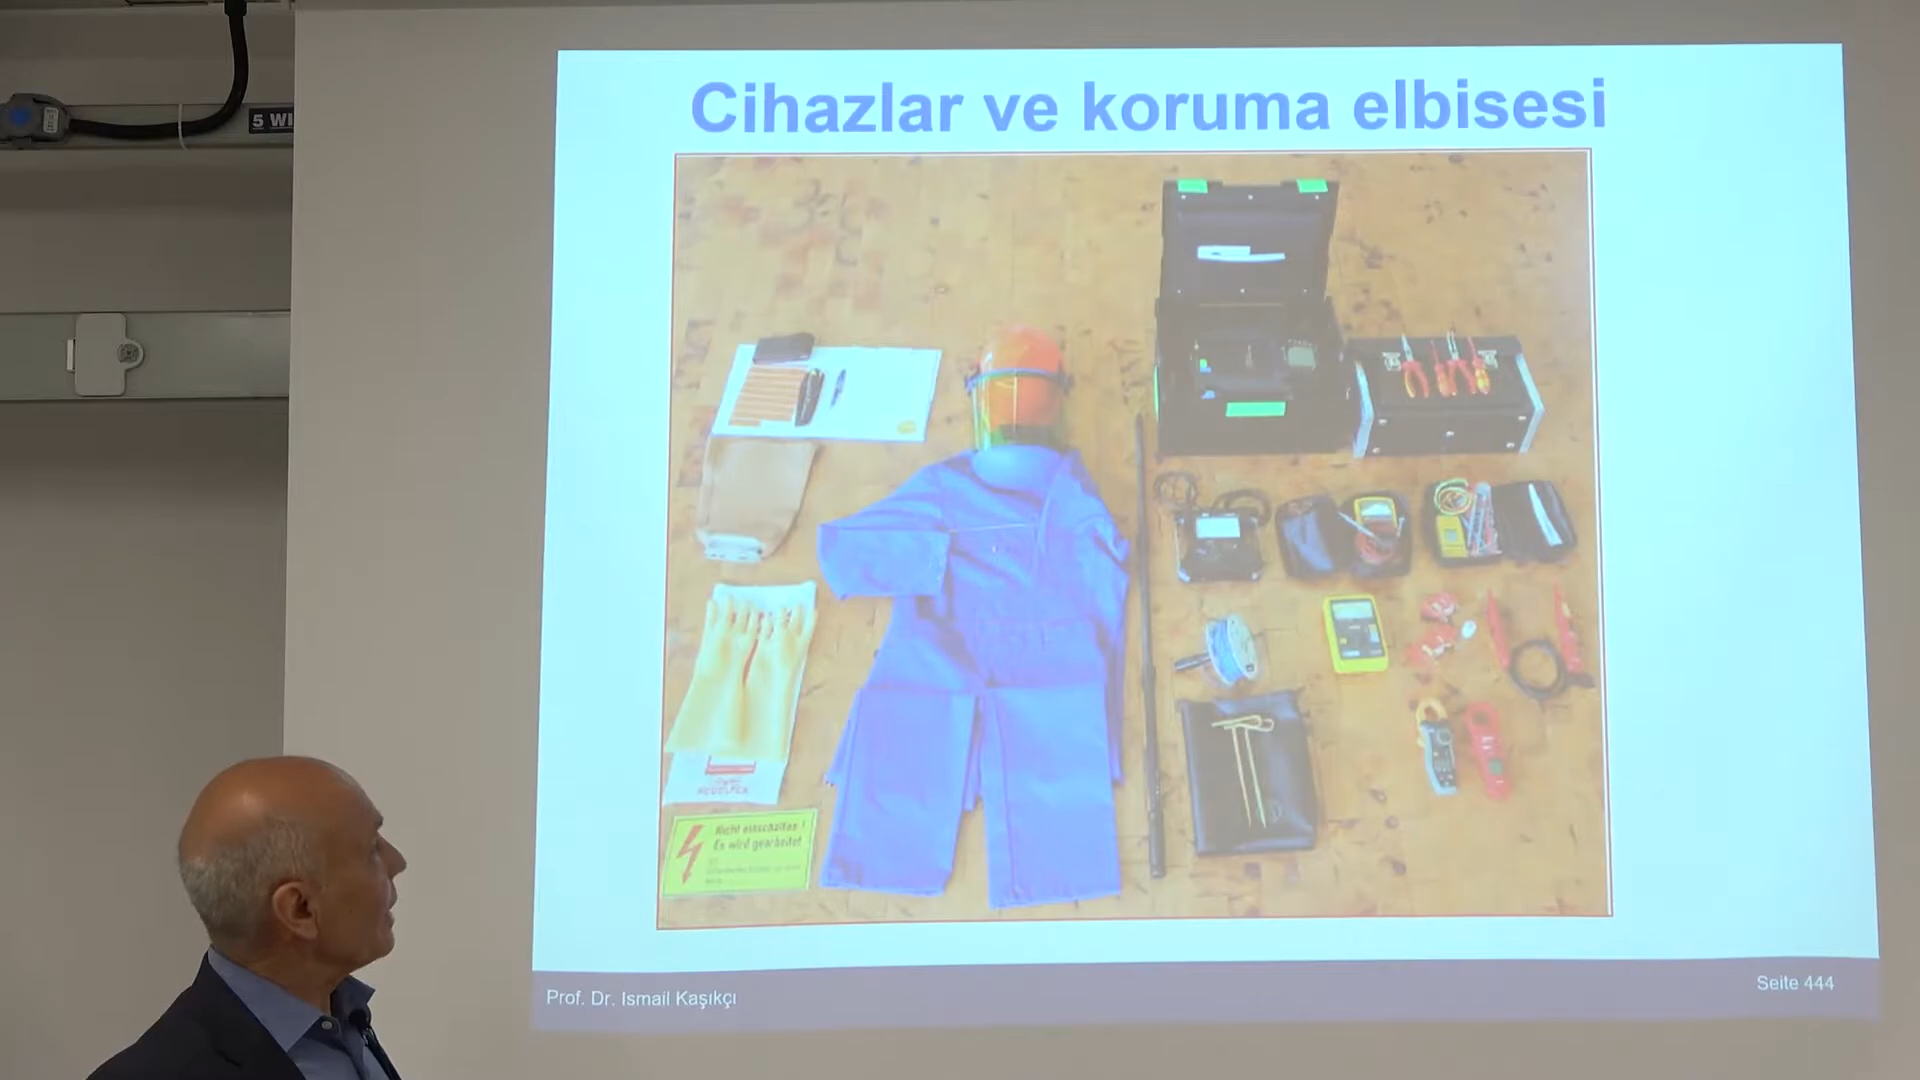 5 WI
Cihazlar ve koruma elbisesi
Nicht einschalten !
Es wird gearbeitet
Prof. Dr. Ismail Kaşıkçı
Seite 444